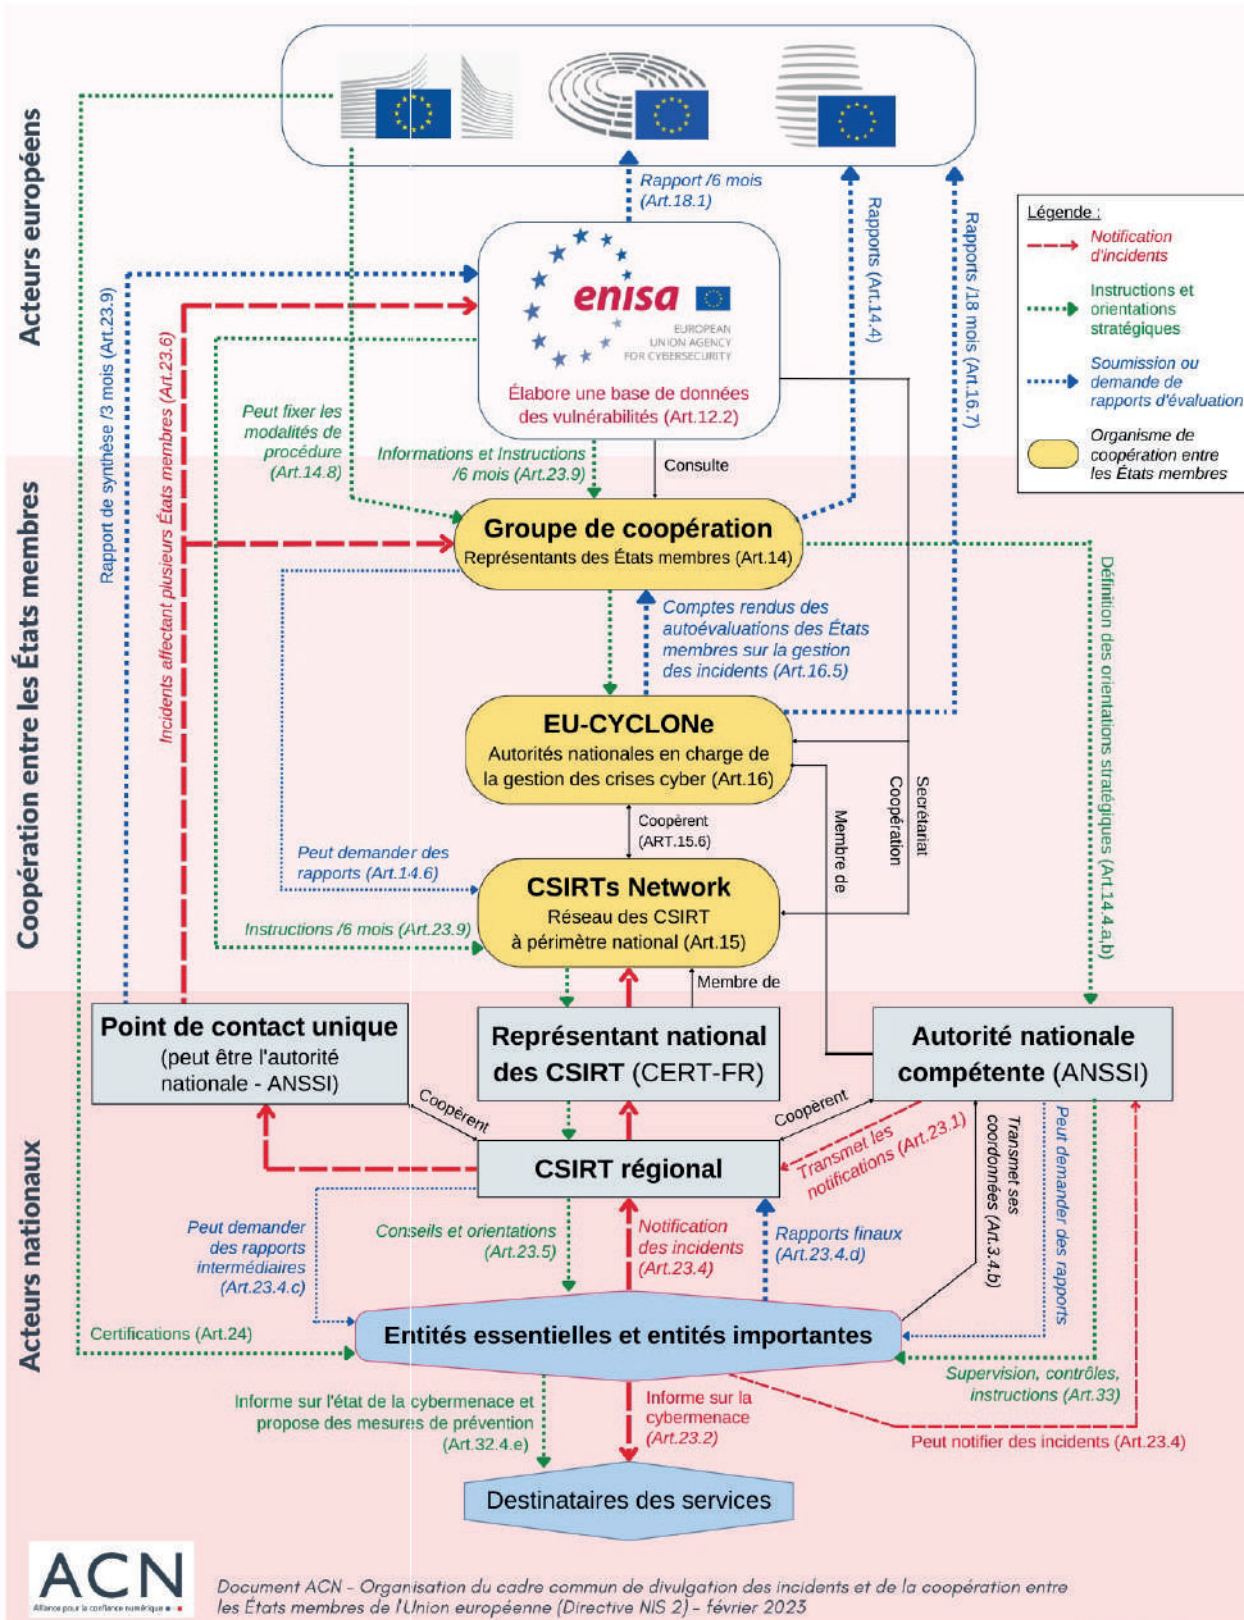 Acteurs européens
Rapport /6 mois
(Art.18.1)
Rapports (Art.14.4)
Rapports /18 mois (Art.16.7)
Légende :
Notification
d'incidents
Instructions et
orientations
stratégiques
Soumission ou
demande de
rapports d'évaluation
Organisme de
coopération entre
les États membres
enisa
EUROPEAN
UNION AGENCY
FOR CYBERSECURITY
Élabore une base de données
des vulnérabilités (Art.12.2)
Rapport de synthèse /3 mois (Art.23.9)
Incidents affectant plusieurs États membres (Art.23.6)
Peut fixer les
modalités de
procédure
(Art.14.8)
Informations et Instructions
/6 mois (Art.23.9)
Consulte
Coopération entre les États membres
Groupe de coopération
Représentants des États membres (Art.14)
Définition des orientations stratégiques (Art.14.4.a,b)
Comptes rendus des
autoévaluations des États
membres sur la gestion
des incidents (Art.16.5)
EU-CYCLONe
Autorités nationales en charge de
la gestion des crises cyber (Art.16)
Secrétariat
Coopération
Membre de
Coopèrent
(ART.15.6)
Peut demander des
rapports (Art.14.6)
CSIRTs Network
Réseau des CSIRT
à périmètre national (Art.15)
Instructions /6 mois (Art.23.9)
Membre de
Acteurs nationaux
Point de contact unique
(peut être l'autorité
nationale - ANSSI)
Représentant national
des CSIRT (CERT-FR)
Autorité nationale
compétente (ANSSI)
Coopèrent
Coopèrent
CSIRT régional
Transmet les
notifications (Art.23.1)
Transmet ses
coordonnées (Art.3.4.b)
Peut demander des rapports
Peut demander
des rapports
intermédiaires
(Art.23.4.c)
Conseils et orientations
(Art.23.5)
Notification
des incidents
(Art.23.4)
Rapports finaux
(Art.23.4.d)
Certifications (Art.24)
Entités essentielles et entités importantes
Supervision, contrôles,
instructions (Art.33)
Informe sur l'état de la cybermenace et
propose des mesures de prévention
(Art.32.4.e)
Informe sur la
cybermenace
(Art.23.2)
Peut notifier des incidents (Art.23.4)
Destinataires des services
ACN
Alliance pour la confiance numérique
Document ACN - Organisation du cadre commun de divulgation des incidents et de la coopération entre
les États membres de l'Union européenne (Directive NIS 2) - février 2023